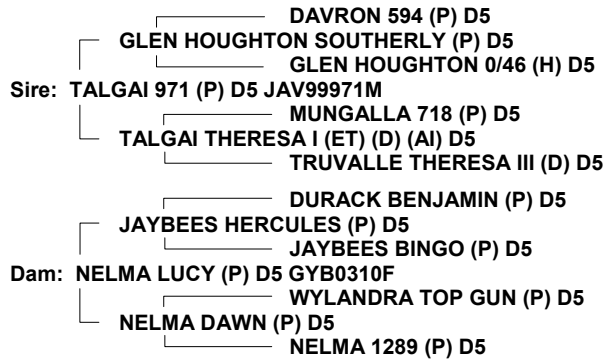 DAVRON 594 (P) D5
GLEN HOUGHTON SOUTHERLY (P) D5
GLEN HOUGHTON 0/46 (H) D5
Sire: TALGAI 971 (P) D5 JAV99971M
MUNGALLA 718 (P) D5
TALGAI THERESA I (ET) (D) (AI) D5
TRUVALLE THERESA III (D) D5
DURACK BENJAMIN (P) D5
JAYBEES HERCULES (P) D5
JAYBEES BINGO (P) D5
Dam: NELMA LUCY (P) D5 GYB0310F
WYLANDRA TOP GUN (P) D5
NELMA DAWN (P) D5
NELMA 1289 (P) D5